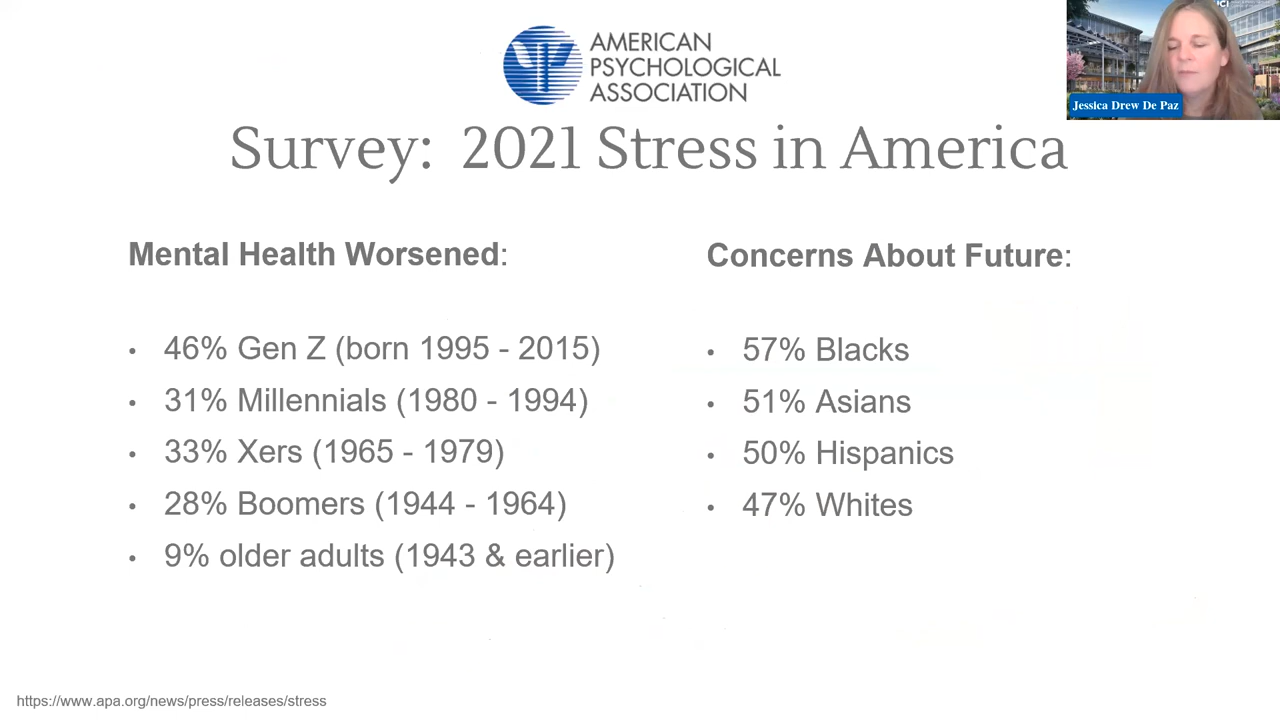 AMERICAN
PSYCHOLOGICAL
ASSOCIATION
UCI
Jessica Drew De Paz
Survey: 2021 Stress in America
Mental Health Worsened:
• 46% Gen Z (born 1995 - 2015)
• 31% Millennials (1980 - 1994)
• 33% Xers (1965 - 1979)
• 28% Boomers (1944 - 1964)
• 9% older adults (1943 & earlier)
Concerns About Future:
• 57% Blacks
• 51% Asians
• 50% Hispanics
• 47% Whites
https://www.apa.org/news/press/releases/stress